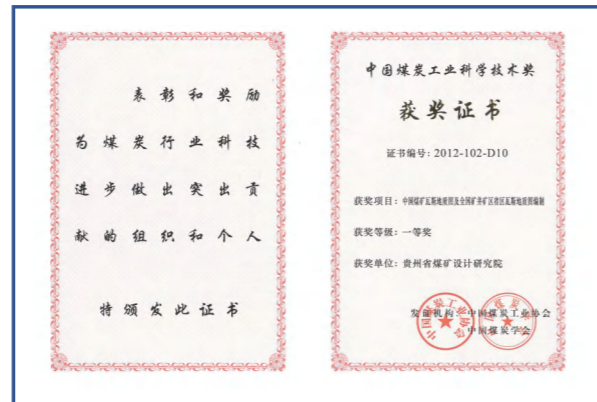 表彰和奖励
为煤炭行业科技
进步做出突出贡
献的组织和个人
特颁发此证书
中国煤炭工业科学技术奖
获奖证书
证书编号：2012-102-D10
获奖项目：中国煤矿瓦斯地质图及全国矿井矿区省区瓦斯地质图编制
获奖等级：一等奖
获奖单位：贵州省煤矿设计研究院
发证机构：中国煤炭工业协会
中国煤炭学会